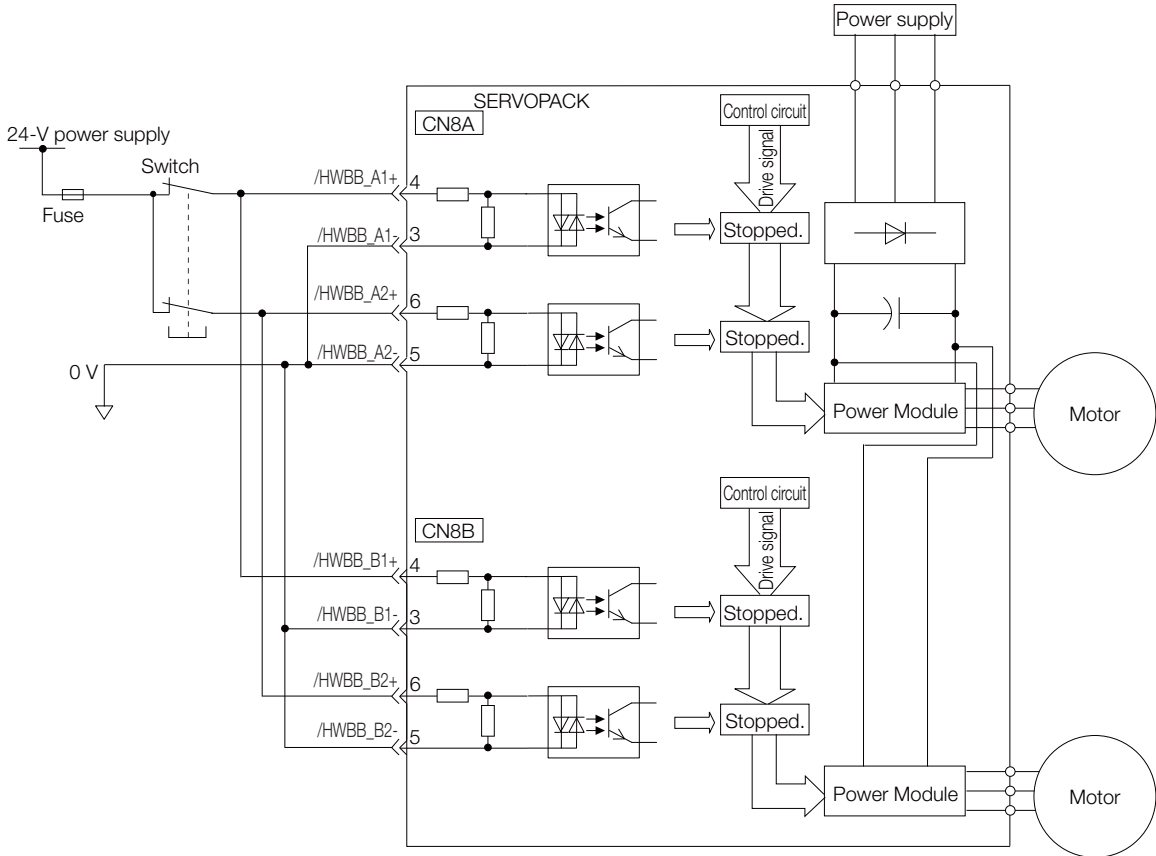 Power supply
SERVOPACK
CN8A
Control circuit
24-V power supply
Drive signal
Switch
/HWBB_A1+
4
Fuse
Stopped.
/HWBB_A1-
3
/HWBB_A2+
6
Stopped.
/HWBB_A2-
5
0 V
Power Module
Motor
Control circuit
CN8B
Drive signal
/HWBB_B1+
4
/HWBB_B1-
3
Stopped.
/HWBB_B2+
6
Stopped.
/HWBB_B2-
5
Power Module
Motor